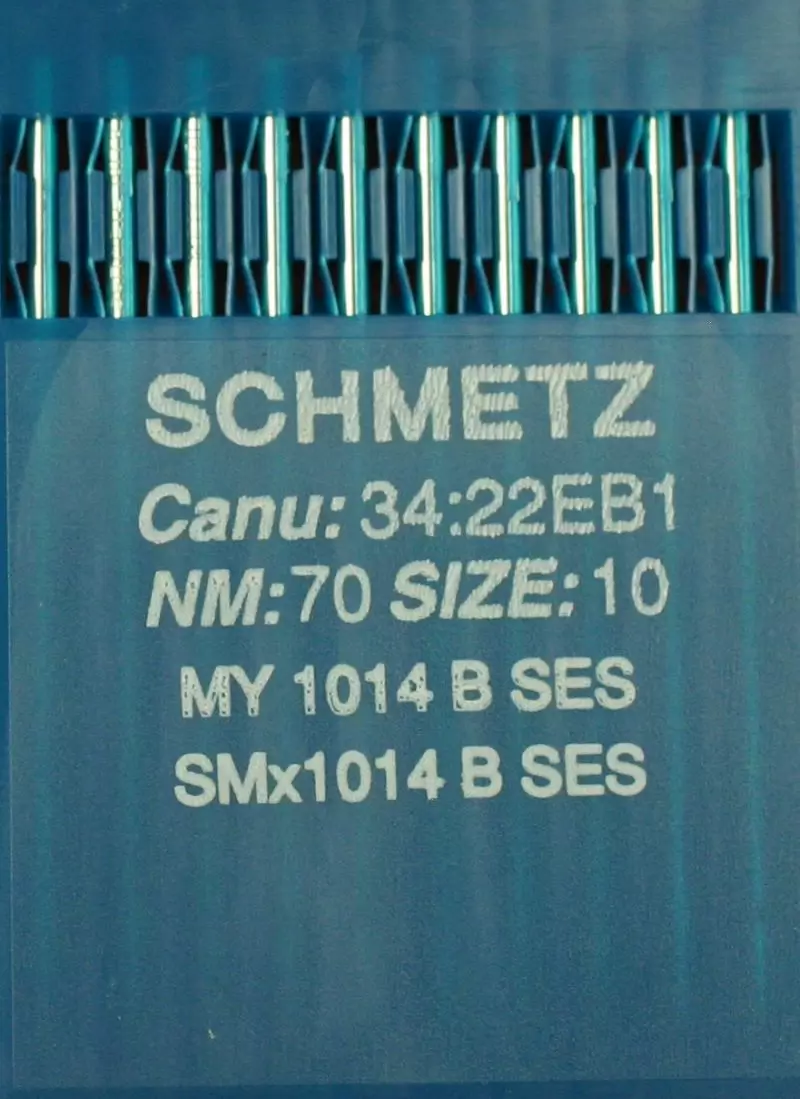 SCHMETZ
Canu: 34:22EB1
NM: 70 SIZE: 10
MY 1014 B SES
SMx1014 B SES